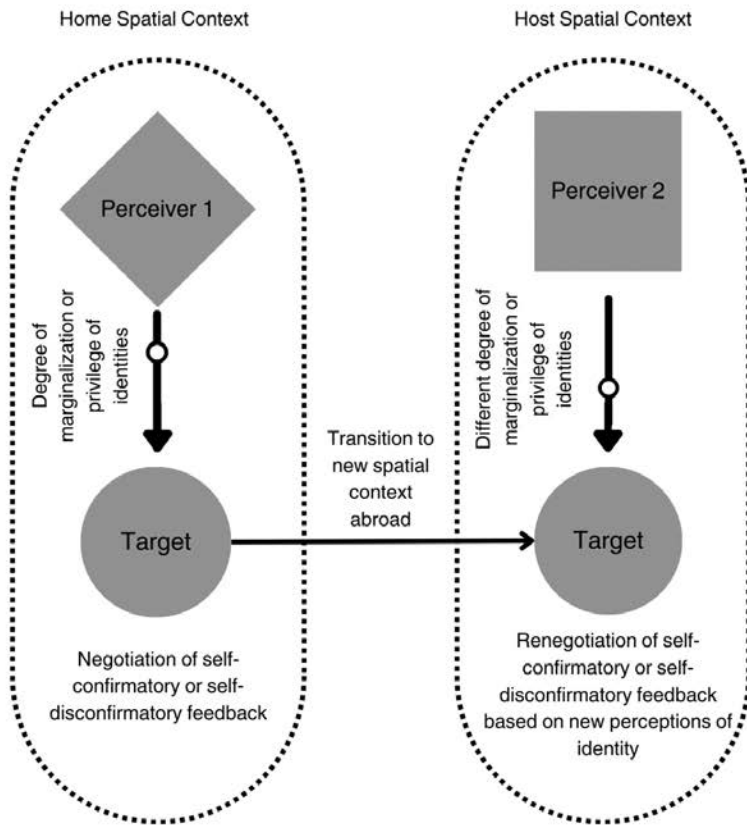 Home Spatial Context
Host Spatial Context
Perceiver 1
Degree of
marginalization or
privilege of
identities
Target
Negotiation of self-
confirmatory or self-
disconfirmatory feedback
Transition to
new spatial
context
abroad
Perceiver 2
Different degree of
marginalization or
privilege of
identities
Target
Renegotiation of self-
confirmatory or self-
disconfirmatory feedback
based on new perceptions of
identity